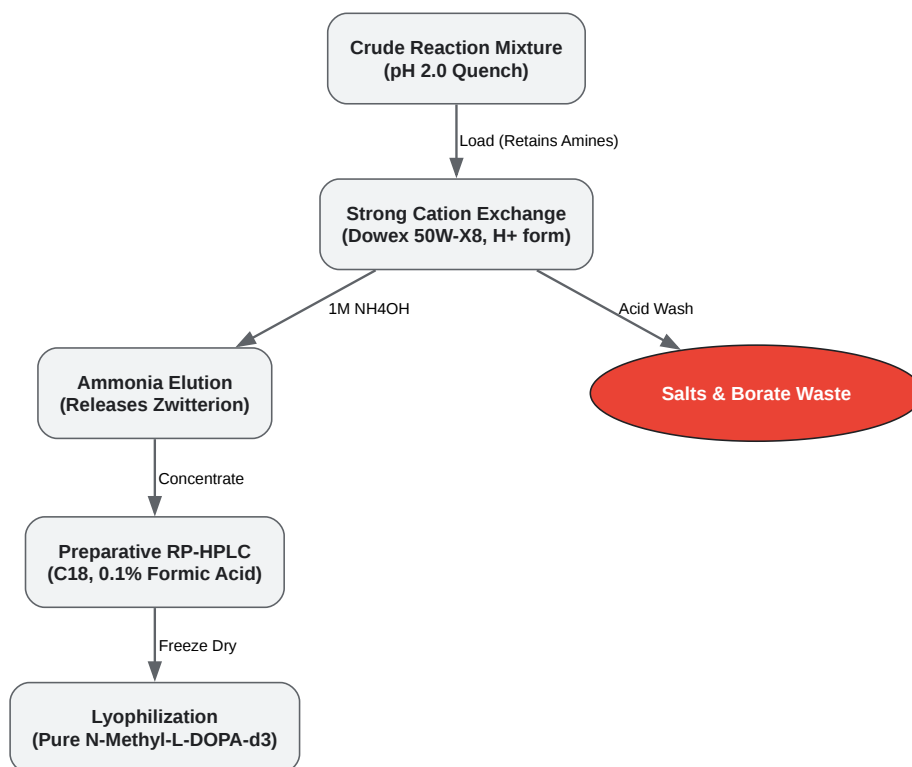 Crude Reaction Mixture
(pH 2.0 Quench)
Load (Retains Amines)
Strong Cation Exchange
(Dowex 50W-X8, H+ form)
1M NH4OH
Acid Wash
Ammonia Elution
(Releases Zwitterion)
Salts & Borate Waste
Concentrate
Preparative RP-HPLC
(C18, 0.1% Formic Acid)
Freeze Dry
Lyophilization
(Pure N-Methyl-L-DOPA-d3)